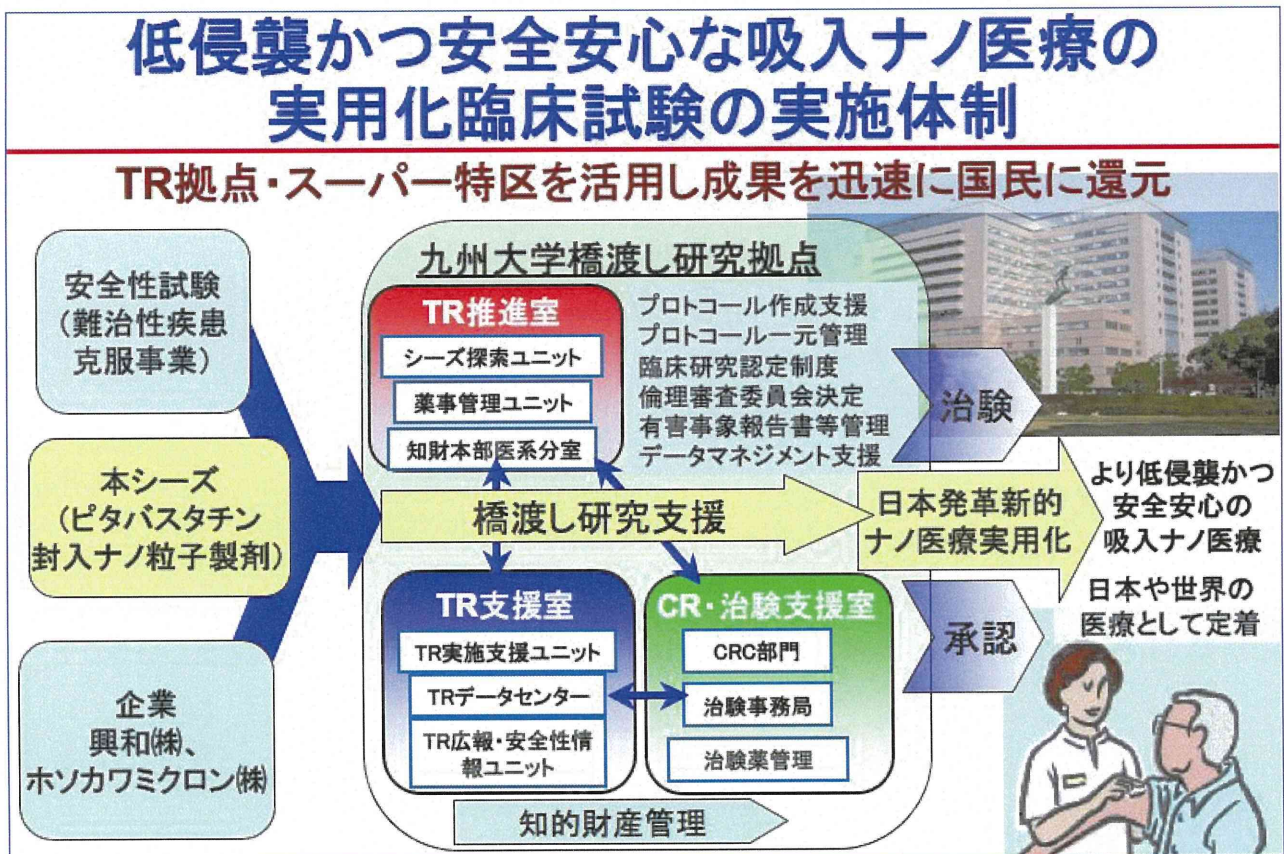 低侵襲かつ安全安心な吸入ナノ医療の
実用化臨床試験の実施体制
TR拠点・スーパー特区を活用し成果を迅速に国民に還元
安全性試験
(難治性疾患
克服事業)
本シーズ
(ピタバスタチン
封入ナノ粒子製剤)
企業
興和㈱、
ホソカワミクロン㈱
九州大学橋渡し研究拠点
TR推進室
シーズ探索ユニット
薬事管理ユニット
知財本部医系分室
プロトコール作成支援
プロトコール一元管理
臨床研究認定制度
倫理審査委員会決定
有害事象報告書等管理
データマネジメント支援
橋渡し研究支援
TR支援室
TR実施支援ユニット
TRデータセンター
TR広報・安全性情
報ユニット
CR・治験支援室
CRC部門
治験事務局
治験薬管理
知的財産管理
治験
日本発革新的
ナノ医療実用化
承認
より低侵襲かつ
安全安心の
吸入ナノ医療
日本や世界の
医療として定着